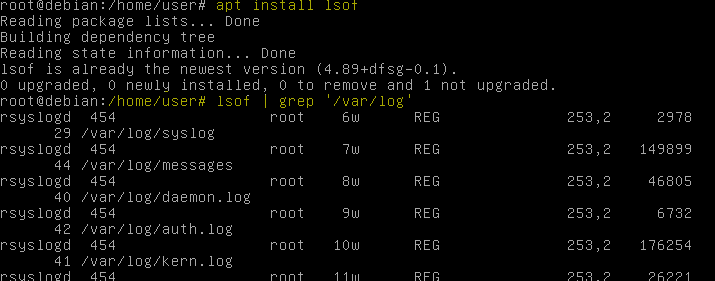 root@debian:/home/user# apt install lsof
Reading package lists... Done
Building dependency tree
Reading state information... Done
lsof is already the newest version (4.89+dfsg-0.1).
0 upgraded, 0 newly installed, 0 to remove and 1 not upgraded.
root@debian:/home/user# lsof | grep '/var/log'
rsyslogd 454 root 6w REG 253,2 2978
29 /var/log/syslog
rsyslogd 454 root 7w REG 253,2 149899
44 /var/log/messages
rsyslogd 454 root 8w REG 253,2 46805
40 /var/log/daemon.log
rsyslogd 454 root 9w REG 253,2 6732
42 /var/log/auth.log
rsyslogd 454 root 10w REG 253,2 176254
41 /var/log/kern.log
rsyslogd 454 root 11w REG 253,2 26221